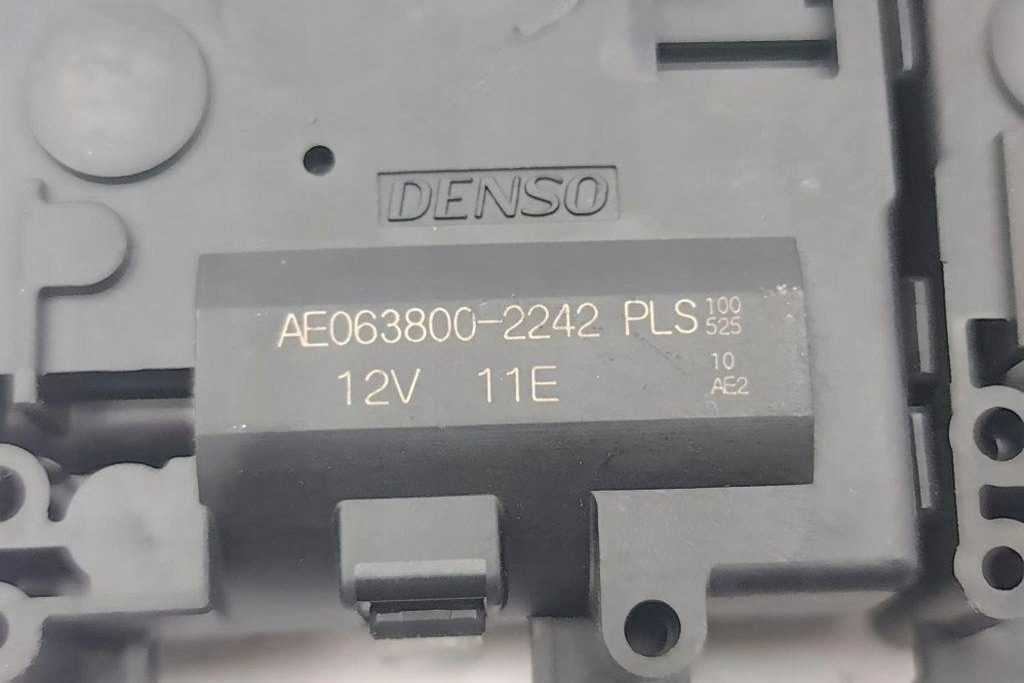 DENSO
AE063800-2242 PLS 100
525
12V 11E 10
AE2